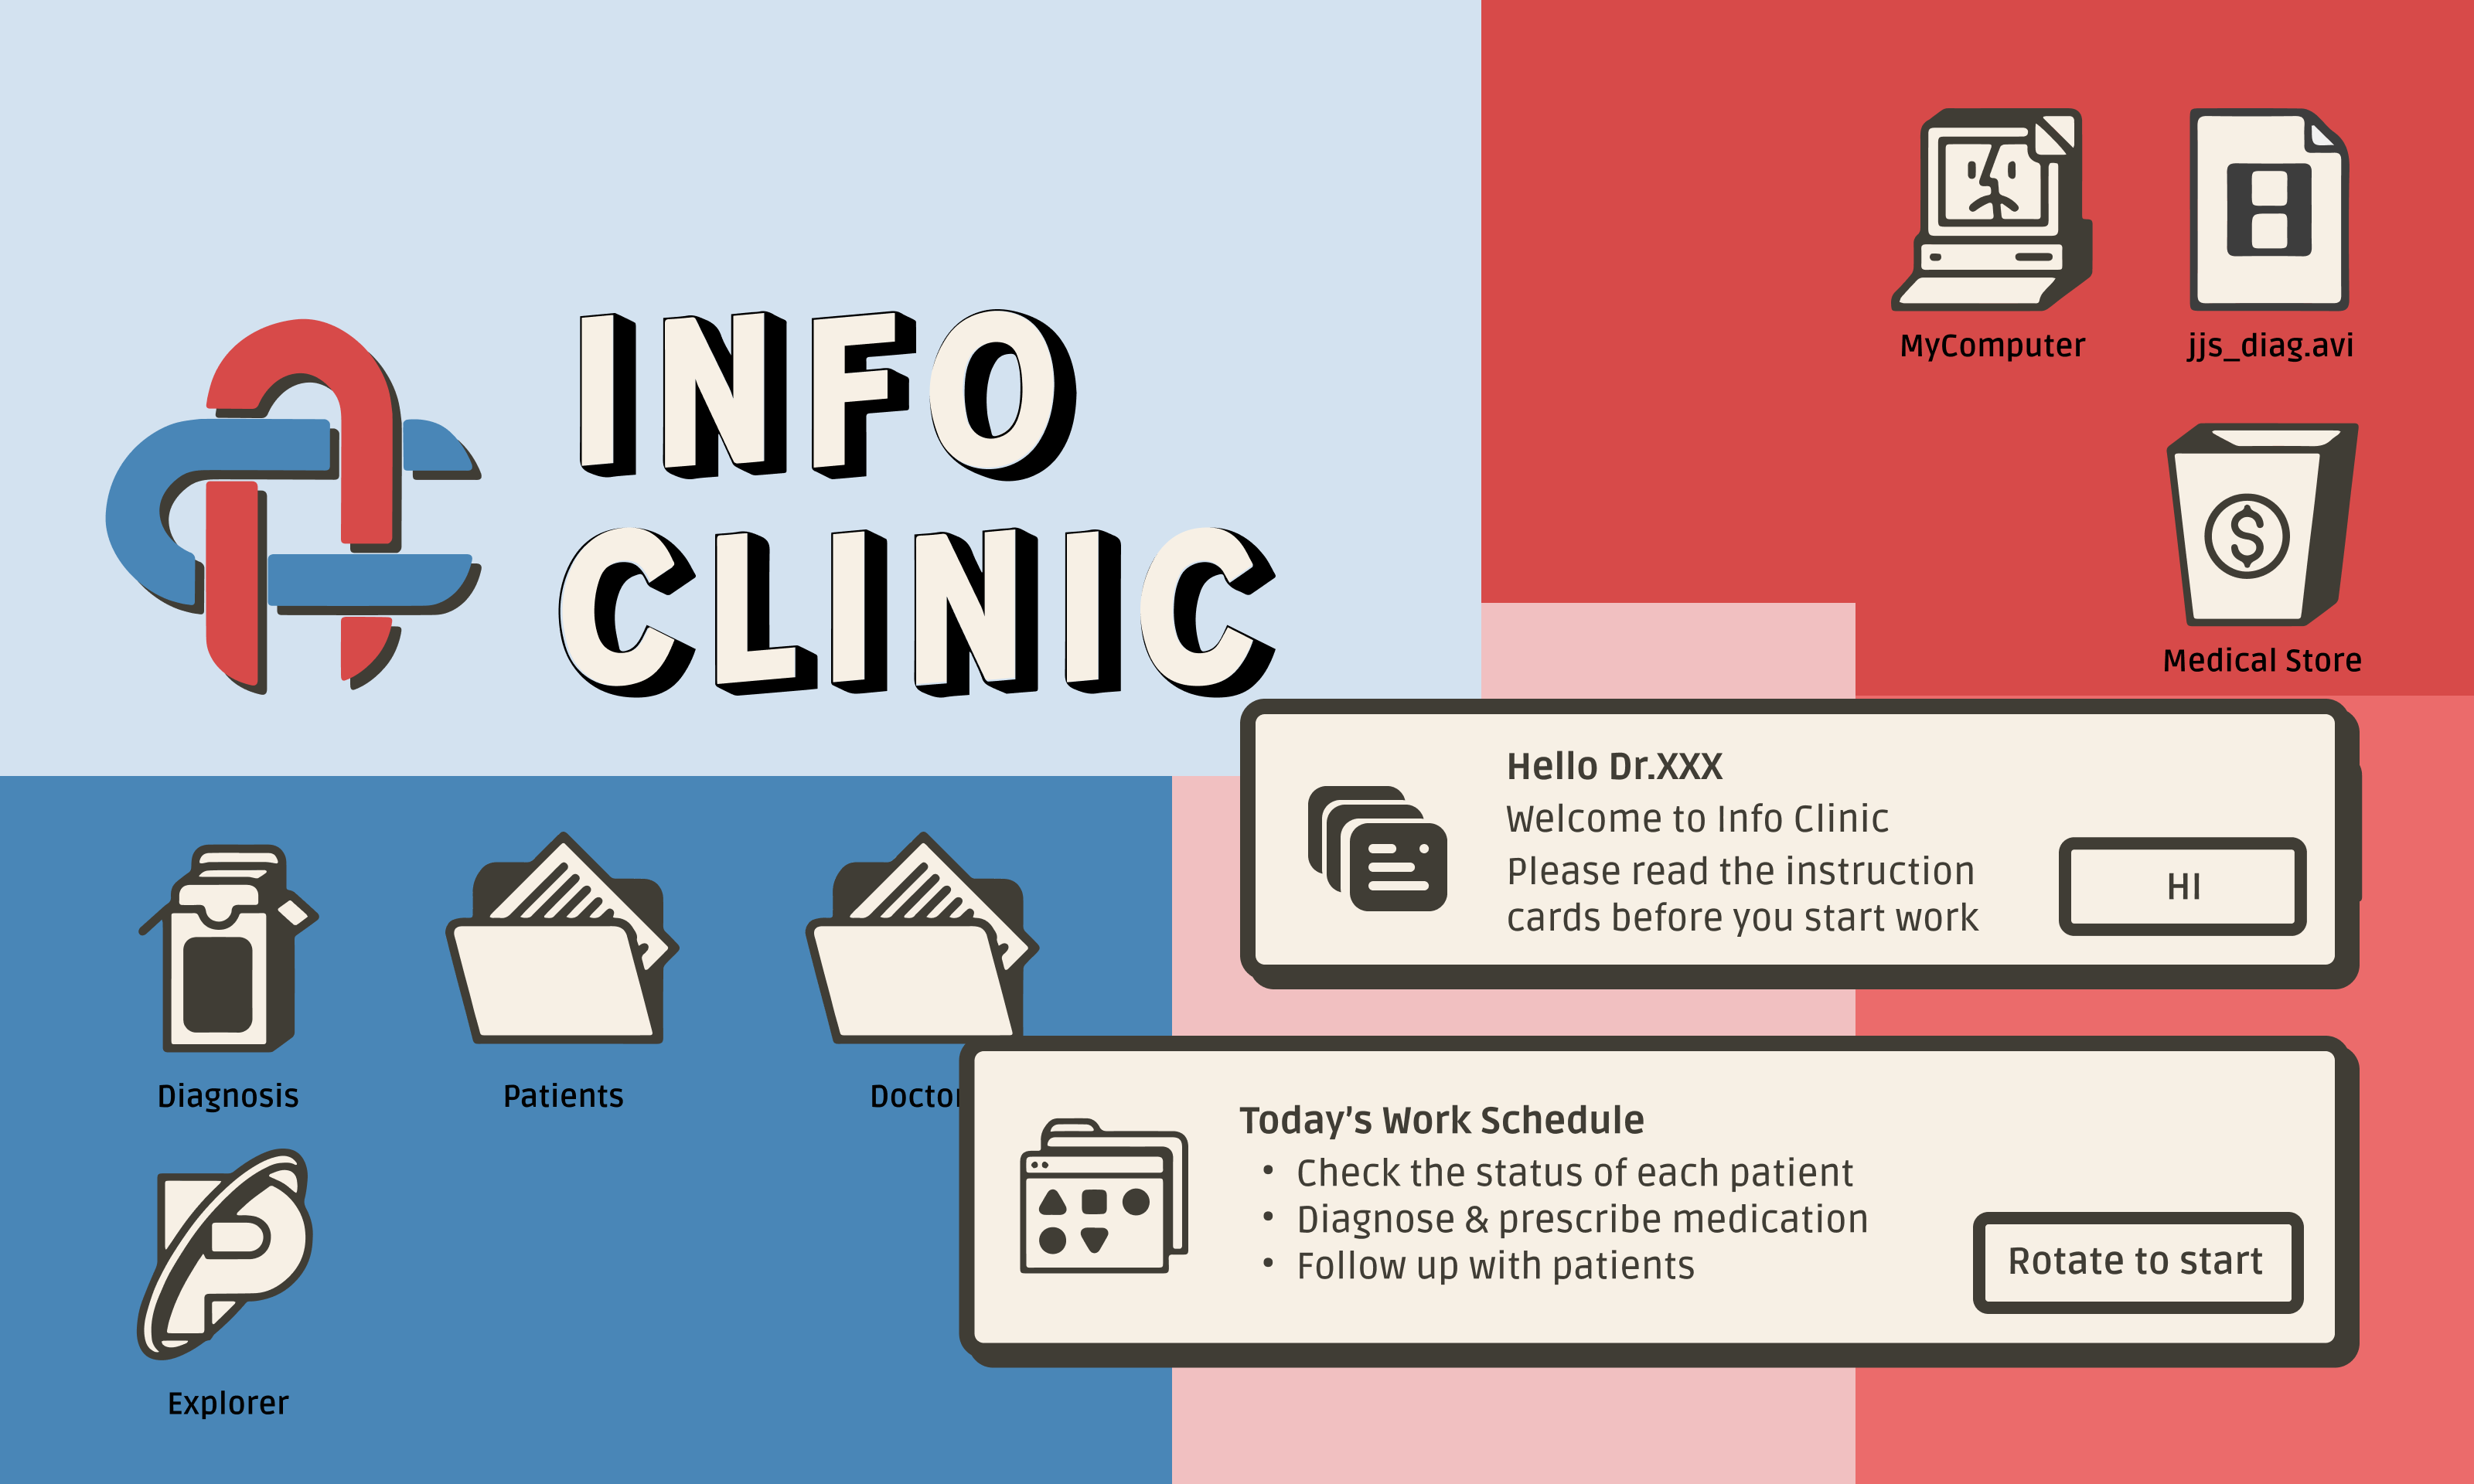 INFO
CLINIC
MyComputer
jjs_diag.avi
Medical Store
Hello Dr.XXX
Welcome to Info Clinic
Please read the instruction
cards before you start work
HI
Diagnosis
Patients
Doctor
Explorer
Today's Work Schedule
• Check the status of each patient
• Diagnose & prescribe medication
• Follow up with patients
Rotate to start